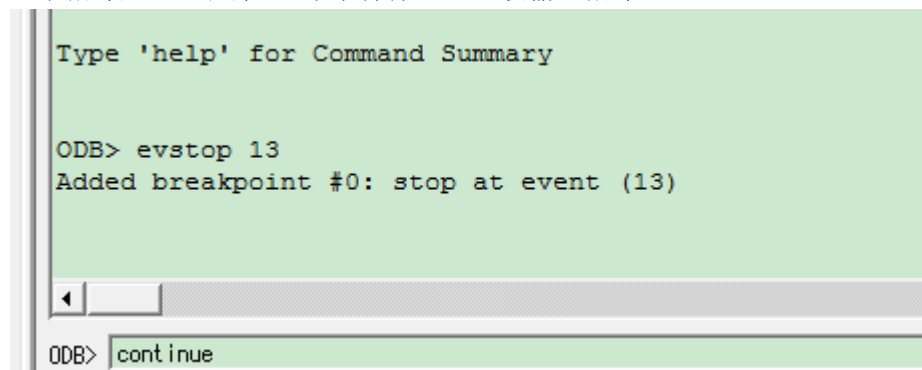 Type 'help' for Command Summary
ODB> evstop 13
Added breakpoint #0: stop at event (13)
ODB> continue